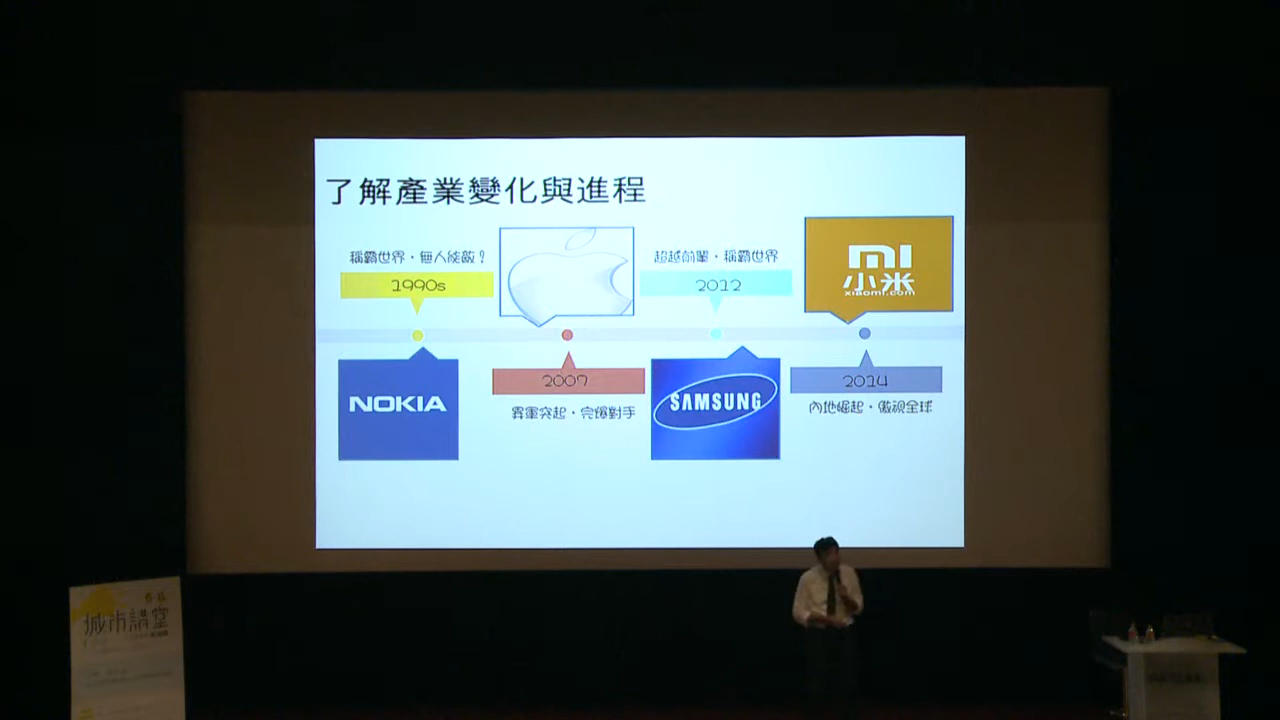 了解產業變化與進程
稱霸世界,無人能敵!
1990s
NOKIA
2007
異軍突起,完爆對手
超越前輩,稱霸世界
2012
SAMSUNG
小米
xiaomi.com
2014
內地崛起,傲視全球
城市講堂